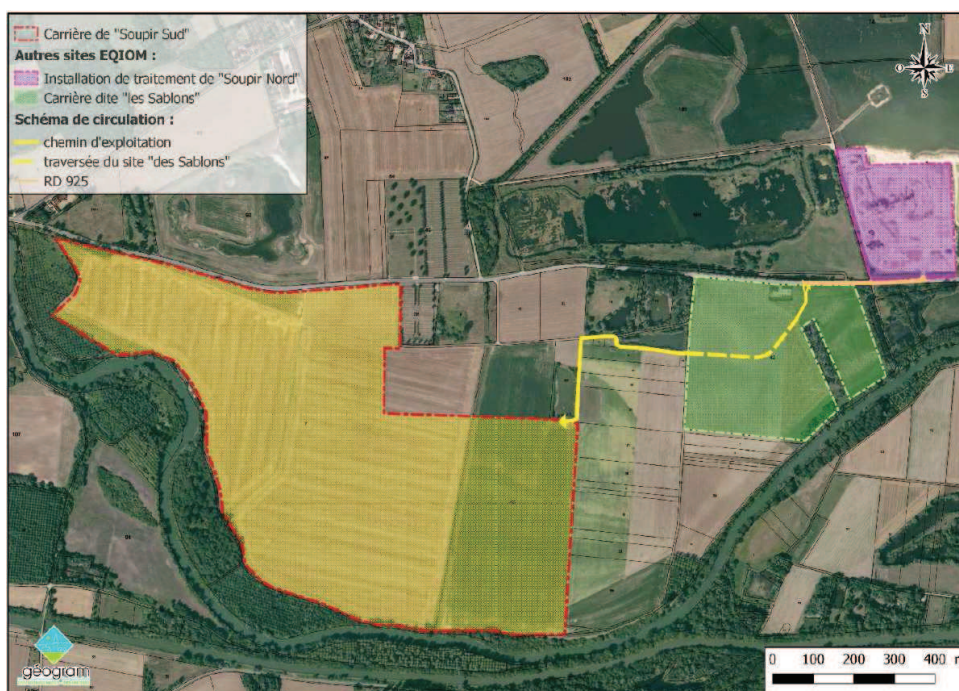 Carrière de "Soupir Sud"
Autres sites EQIOM :
Installation de traitement de "Soupir Nord"
Carrière dite "les Sablons"
Schéma de circulation :
chemin d'exploitation
traversée du site "des Sablons"
RD 925
N
O E
S
géogram
0 100 200 300 400 m